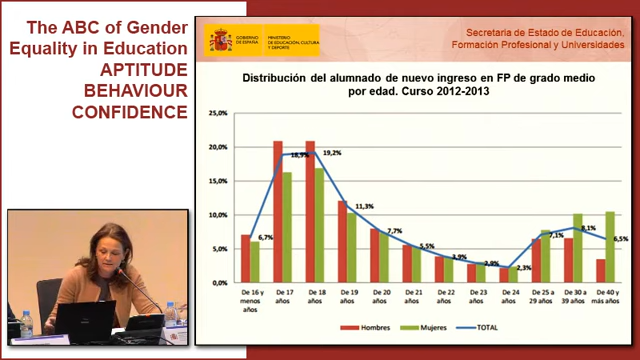 The ABC of Gender
Equality in Education
APTITUDE
BEHAVIOUR
CONFIDENCE
GOBIERNO
DE ESPAÑA
MINISTERIO
DE EDUCACIÓN, CULTURA
Y DEPORTE
Secretaría de Estado de Educación,
Formación Profesional y Universidades
Distribución del alumnado de nuevo ingreso en FP de grado medio
por edad. Curso 2012-2013
25,0%
20,0%
15,0%
10,0%
5,0%
0,0%
6,7%
18,9%
19,2%
11,3%
7,7%
5,5%
3,9%
2,9%
2,3%
7,1%
8,1%
6,5%
De 16 y
menos
años
De 17
años
De 18
años
De 19
años
De 20
años
De 21
años
De 22
años
De 23
años
De 24
años
De 25 a
29 años
De 30 a
39 años
De 40 y
más años
Hombres
Mujeres
TOTAL